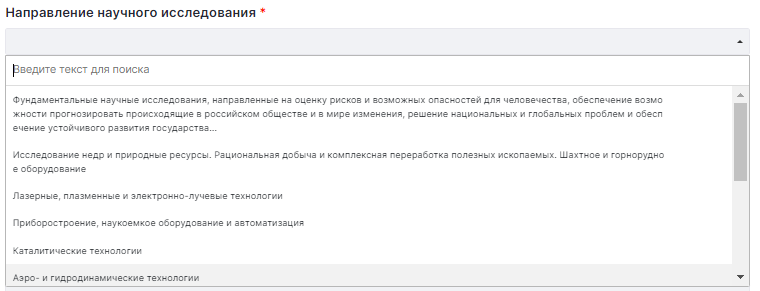 Направление научного исследования *
Введите текст для поиска
Фундаментальные научные исследования, направленные на оценку рисков и возможных опасностей для человечества, обеспечение возмо
жности прогнозировать происходящие в российском обществе и в мире изменения, решение национальных и глобальных проблем и обесп
ечение устойчивого развития государства...
Исследование недр и природные ресурсы. Рациональная добыча и комплексная переработка полезных ископаемых. Шахтное и горнорудно
е оборудование
Лазерные, плазменные и электронно-лучевые технологии
Приборостроение, наукоемкое оборудование и автоматизация
Каталитические технологии
Аэро- и гидродинамические технологии